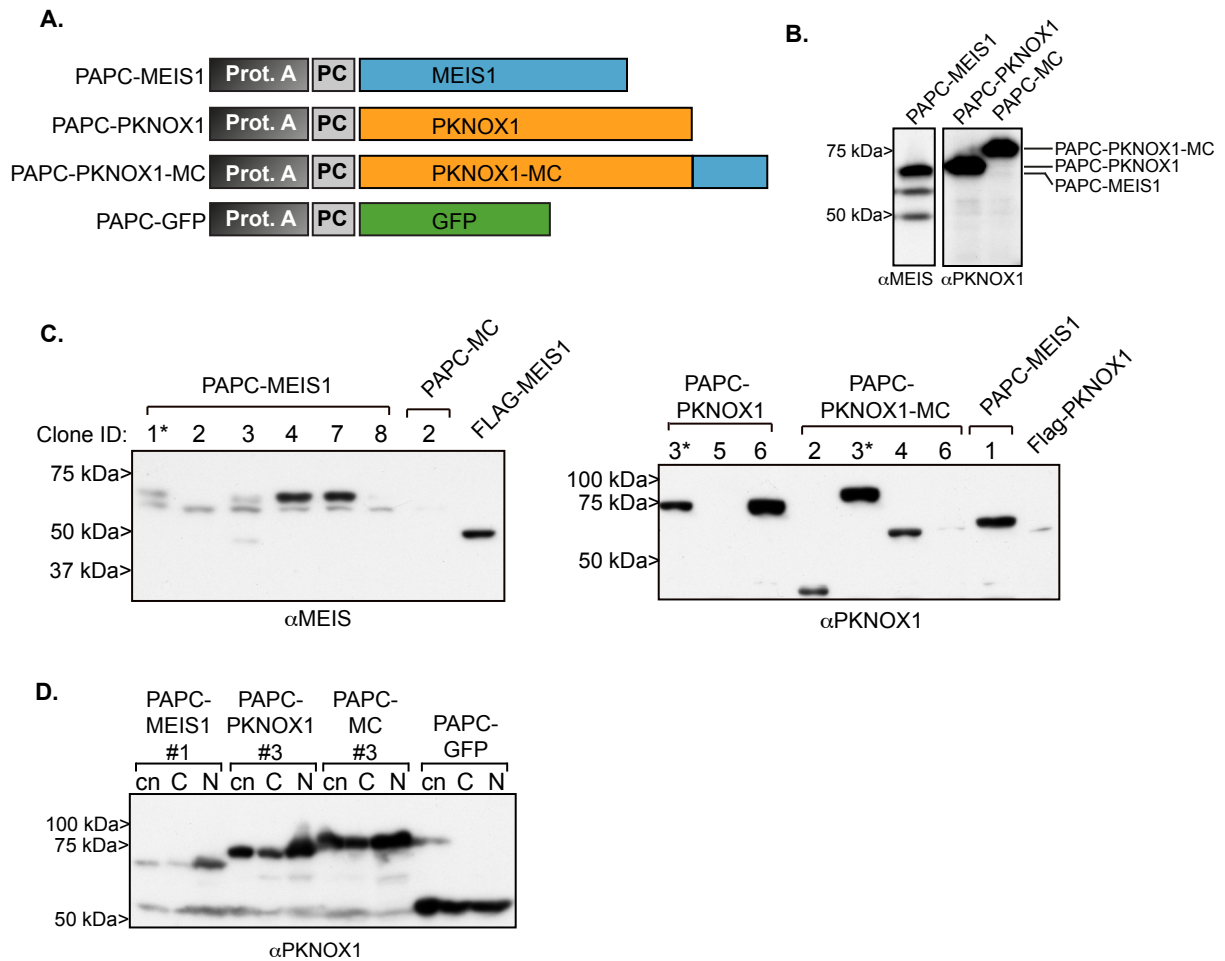 A.
PAPC-MEIS1 Prot. A PC MEIS1
PAPC-PKNOX1 Prot. A PC PKNOX1
PAPC-PKNOX1-MC Prot. A PC PKNOX1-MC
PAPC-GFP Prot. A PC GFP
B.
PAPC-MEIS1
PAPC-PKNOX1
PAPC-MC
75 kDa>
50 kDa>
PAPC-PKNOX1-MC
PAPC-PKNOX1
PAPC-MEIS1
αMEIS αPKNOX1
C.
PAPC-MEIS1
PAPC-MC
FLAG-MEIS1
Clone ID: 1* 2 3 4 7 8 2
75 kDa>
50 kDa>
37 kDa>
αMEIS
PAPC-
PKNOX1
PAPC-
PKNOX1-MC
PAPC-MEIS1
Flag-PKNOX1
3* 5 6 2 3* 4 6 1
100 kDa>
75 kDa>
50 kDa>
αPKNOX1
D.
PAPC-
MEIS1
#1
PAPC-
PKNOX1
#3
PAPC-
MC
#3
PAPC-
GFP
cn C N cn C N cn C N cn C N
100 kDa>
75 kDa>
50 kDa>
αPKNOX1